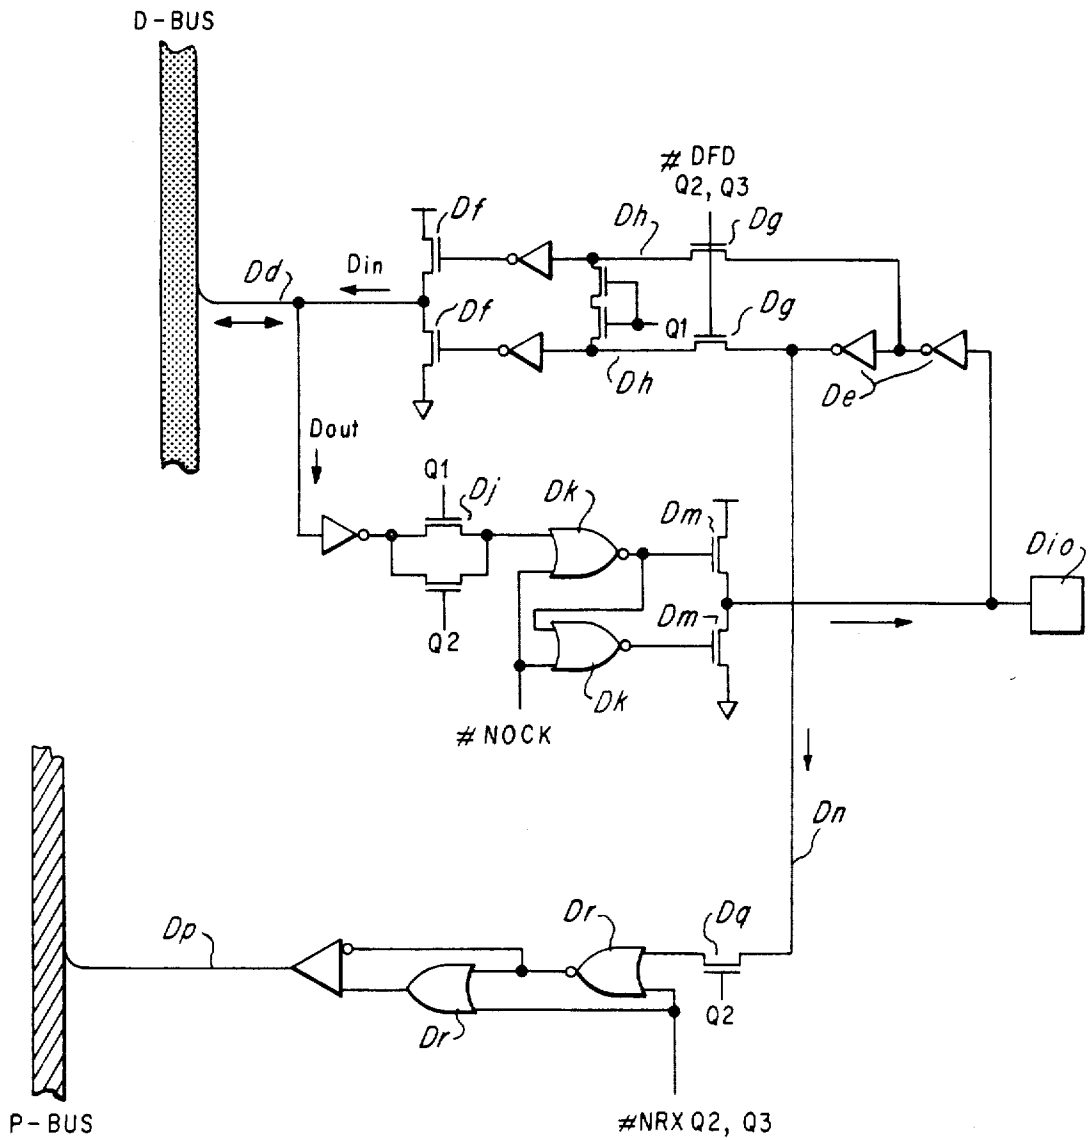 D-BUS
# DFD
Q2, Q3
Df
Dh
Dg
Din
Dd
Df
Q1
Dg
Dh
De
Dout
Q1
Dj
Dk
Dm
Dio
Q2
Dm
Dk
# NOCK
Dn
Dp
Dr
Dq
Dr
Q2
P-BUS
#NRX Q2, Q3